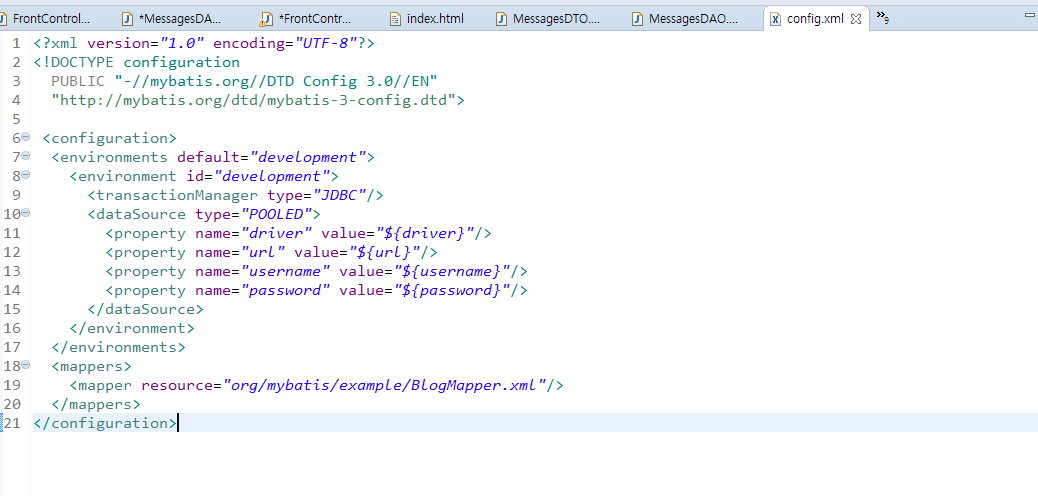 FrontControl... *MessagesDA... *FrontContr... index.html MessagesDTO.... MessagesDAO.... config.xml »9
1 <?xml version="1.0" encoding="UTF-8"?>
2 <!DOCTYPE configuration
3   PUBLIC "-//mybatis.org//DTD Config 3.0//EN"
4   "http://mybatis.org/dtd/mybatis-3-config.dtd">
5
6  <configuration>
7   <environments default="development">
8     <environment id="development">
9       <transactionManager type="JDBC"/>
10       <dataSource type="POOLED">
11         <property name="driver" value="${driver}"/>
12         <property name="url" value="${url}"/>
13         <property name="username" value="${username}"/>
14         <property name="password" value="${password}"/>
15       </dataSource>
16     </environment>
17   </environments>
18   <mappers>
19     <mapper resource="org/mybatis/example/BlogMapper.xml"/>
20   </mappers>
21 </configuration>